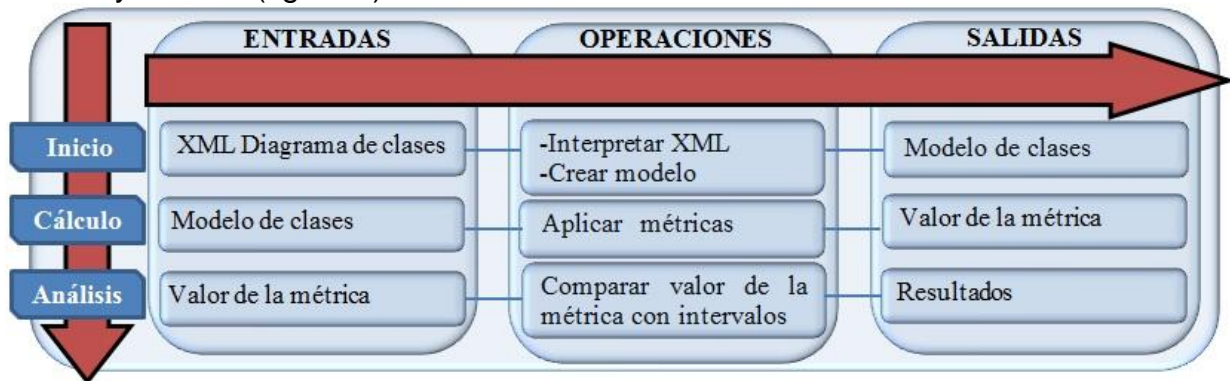 ENTRADAS
OPERACIONES
SALIDAS
Inicio
XML Diagrama de clases
-Interpretar XML
-Crear modelo
Modelo de clases
Cálculo
Modelo de clases
Aplicar métricas
Valor de la métrica
Análisis
Valor de la métrica
Comparar valor de la
métrica con intervalos
Resultados